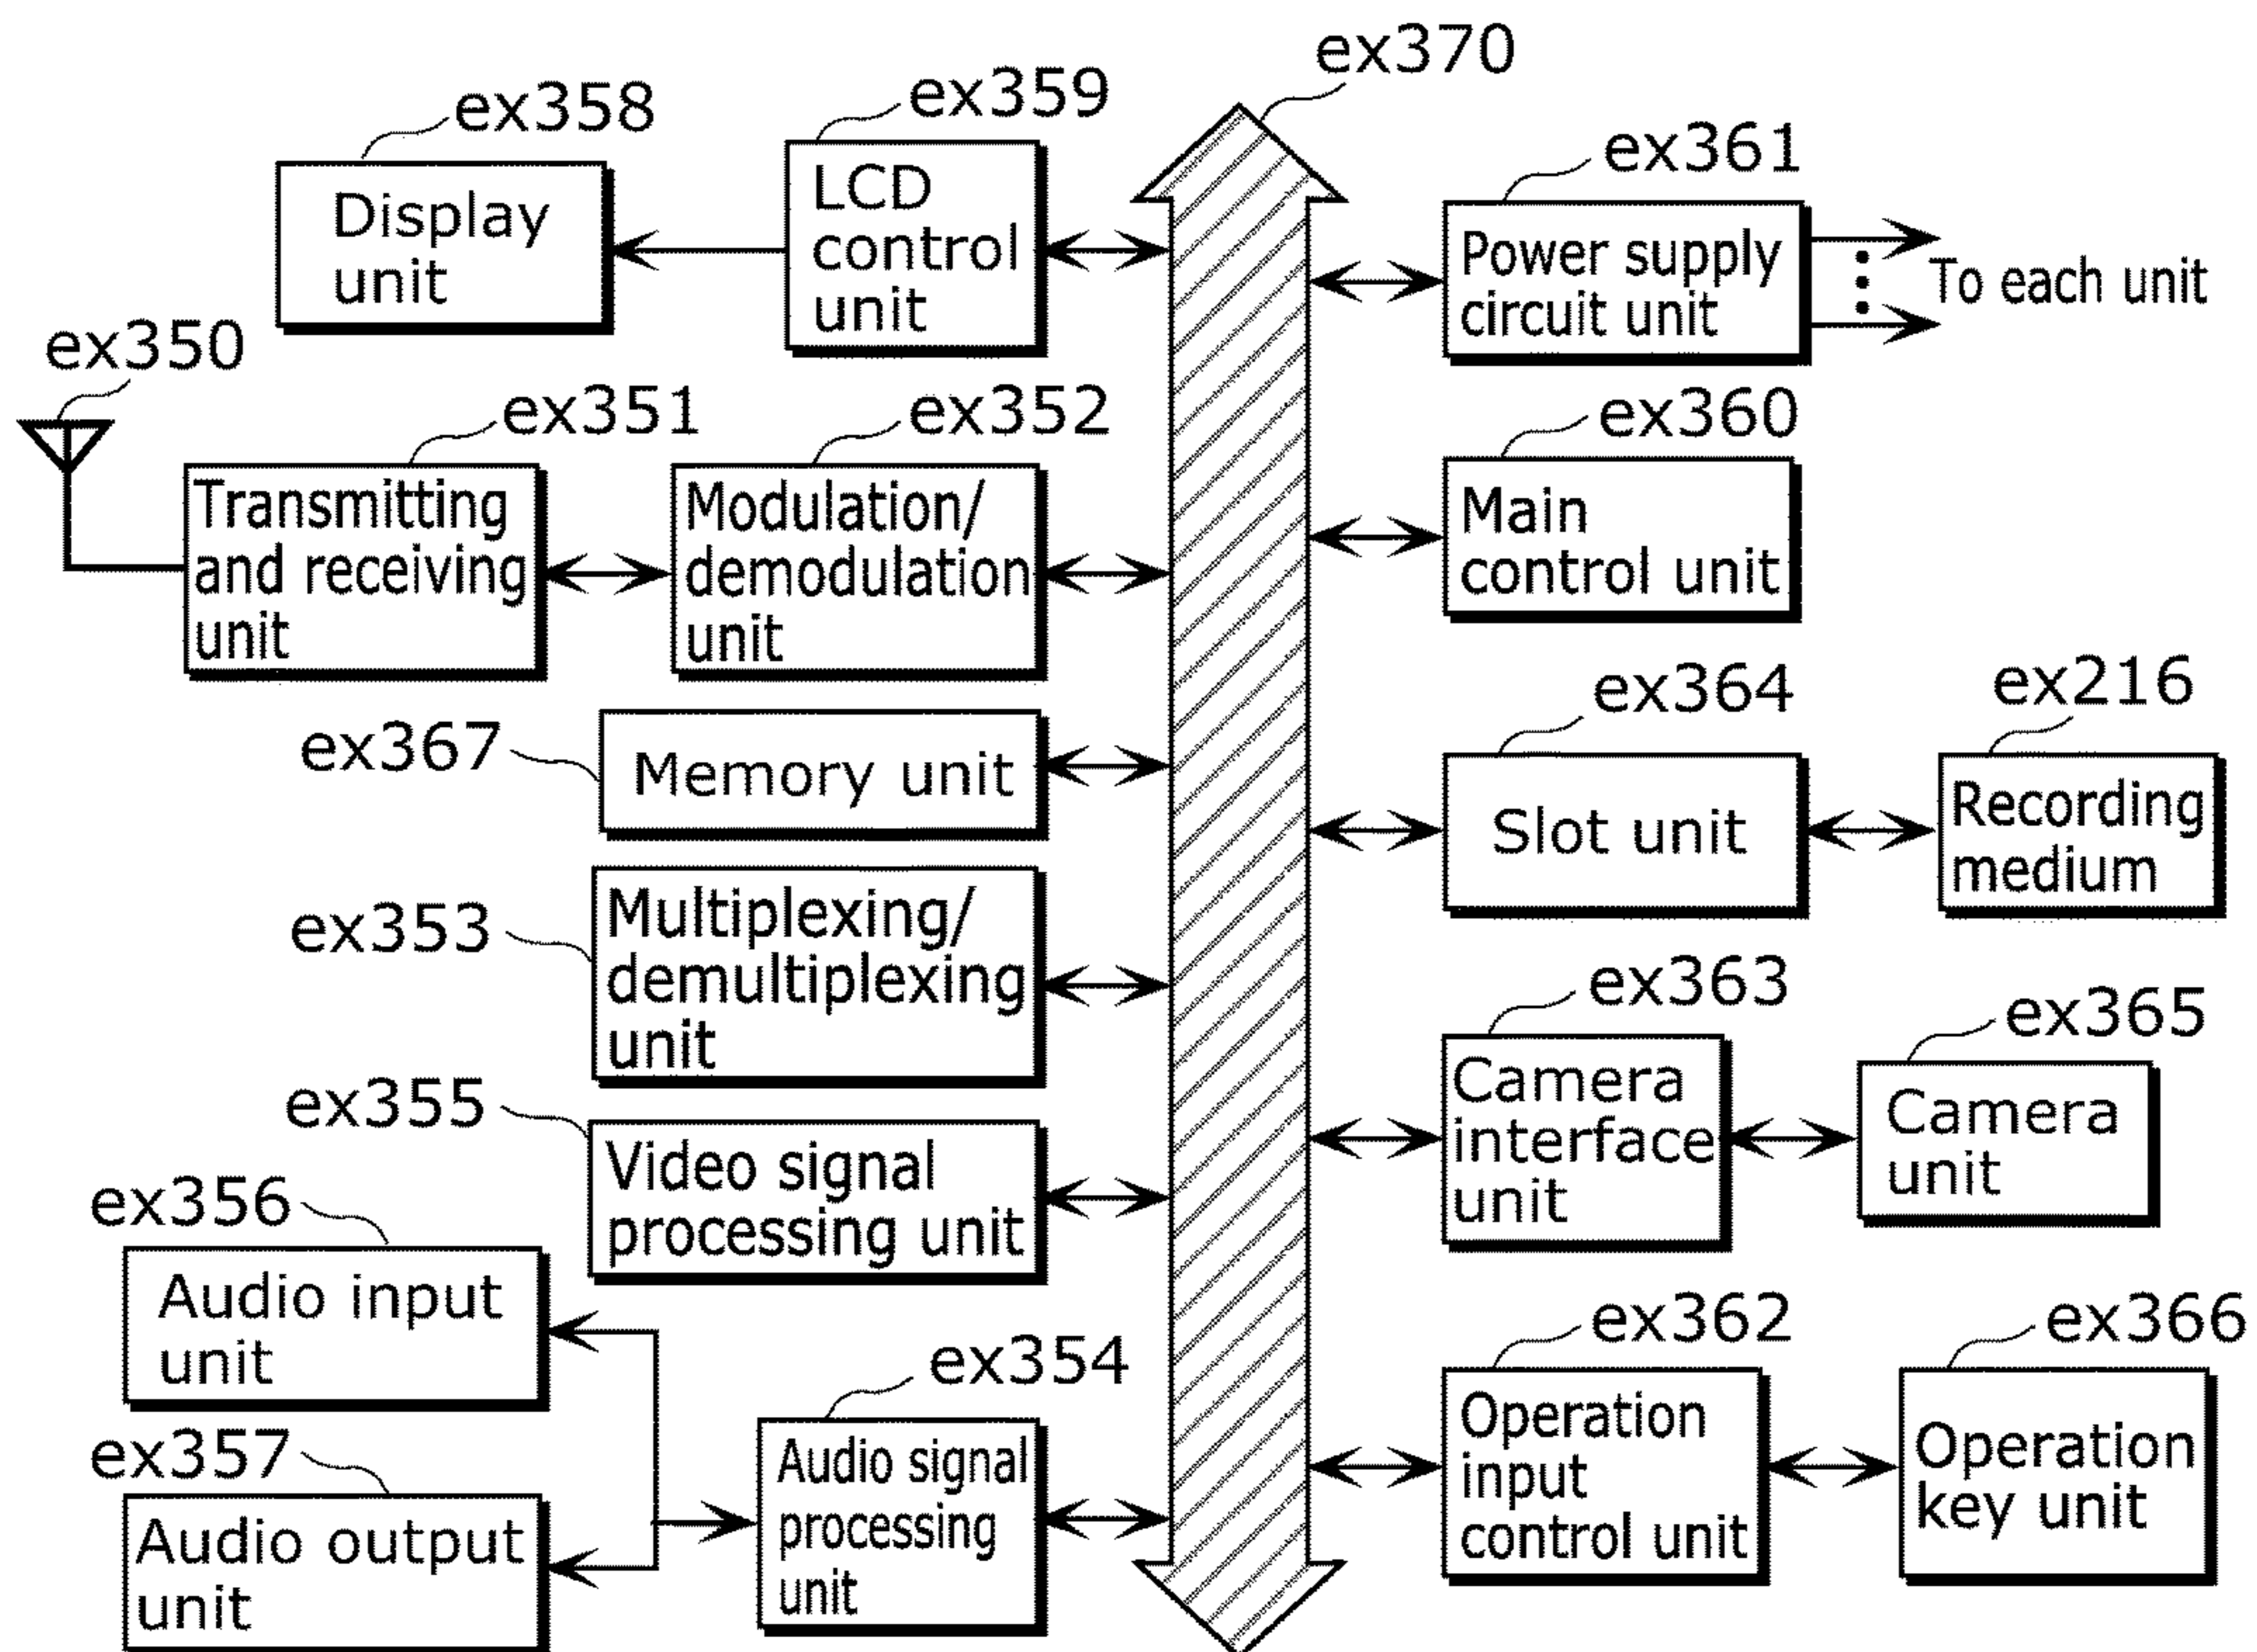 ex370
ex358
ex359
ex361
Display
unit
LCD
control
unit
Power supply
circuit unit
To each unit
ex350
ex351
ex352
ex360
Transmitting
and receiving
unit
Modulation/
demodulation
unit
Main
control unit
ex367
Memory unit
ex364
ex216
Slot unit
Recording
medium
ex353
Multiplexing/
demultiplexing
unit
ex363
ex365
Camera
interface
unit
Camera
unit
ex355
Video signal
processing unit
ex356
Audio input
unit
ex357
Audio output
unit
ex354
Audio signal
processing
unit
ex362
ex366
Operation
input
control unit
Operation
key unit